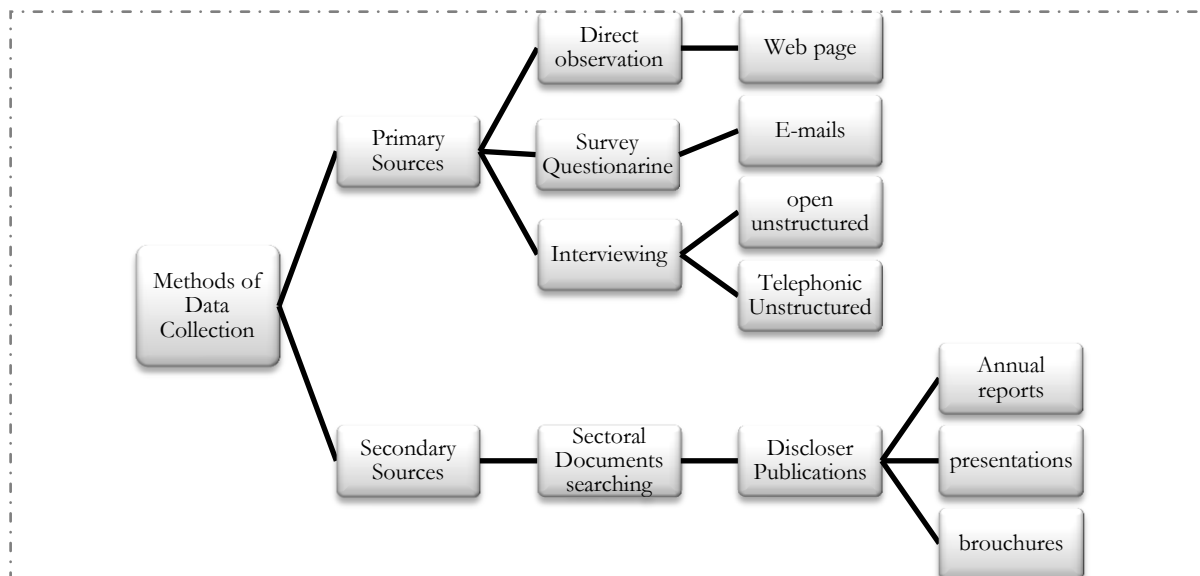 Direct
observation
Web page
Primary
Sources
Survey
Questionarine
E-mails
Interviewing
open
unstructured
Telephonic
Unstructured
Methods of
Data
Collection
Secondary
Sources
Sectoral
Documents
searching
Discloser
Publications
Annual
reports
presentations
brouchures